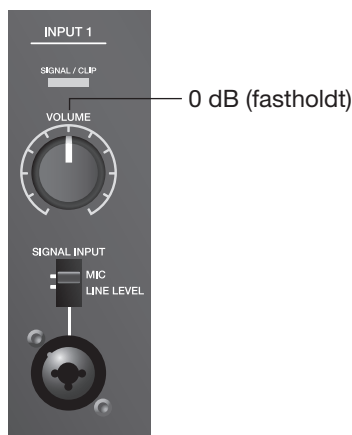 INPUT 1
SIGNAL / CLIP
0 dB (fastholdt)
VOLUME
SIGNAL INPUT
MIC
LINE LEVEL